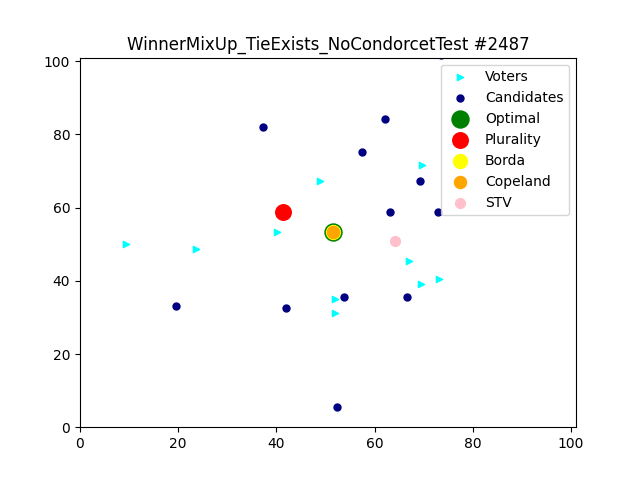 WinnerMixUp_TieExists_NoCondorcetTest #2487
100
80
60
40
20
0
Voters
Candidates
Optimal
Plurality
Borda
Copeland
STV
0 20 40 60 80 100